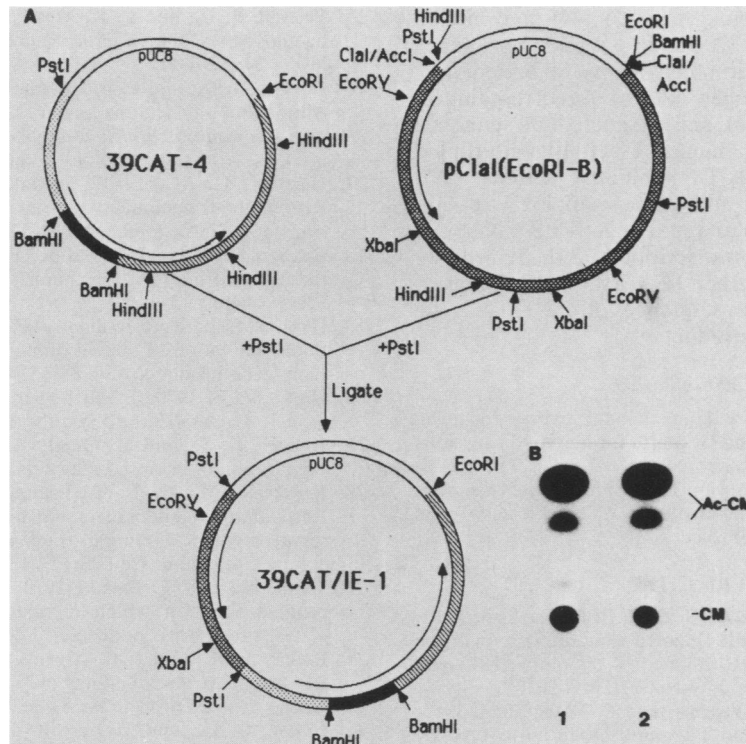 A
HindIII
PstI
pUC8
EcoRI
BamHI
ClaI/
AccI
ClaI/AccI
EcoRV
PstI
pUC8
EcoRI
HindIII
39CAT-4
pClaI(EcoRI-B)
PstI
BamHI
BamHI
HindIII
HindIII
XbaI
HindIII
PstI
XbaI
EcoRV
+PstI
+PstI
Ligate
PstI
pUC8
EcoRI
EcoRV
39CAT/IE-1
XbaI
PstI
BamHI
BamHI
B
Ac-CM
-CM
1
2